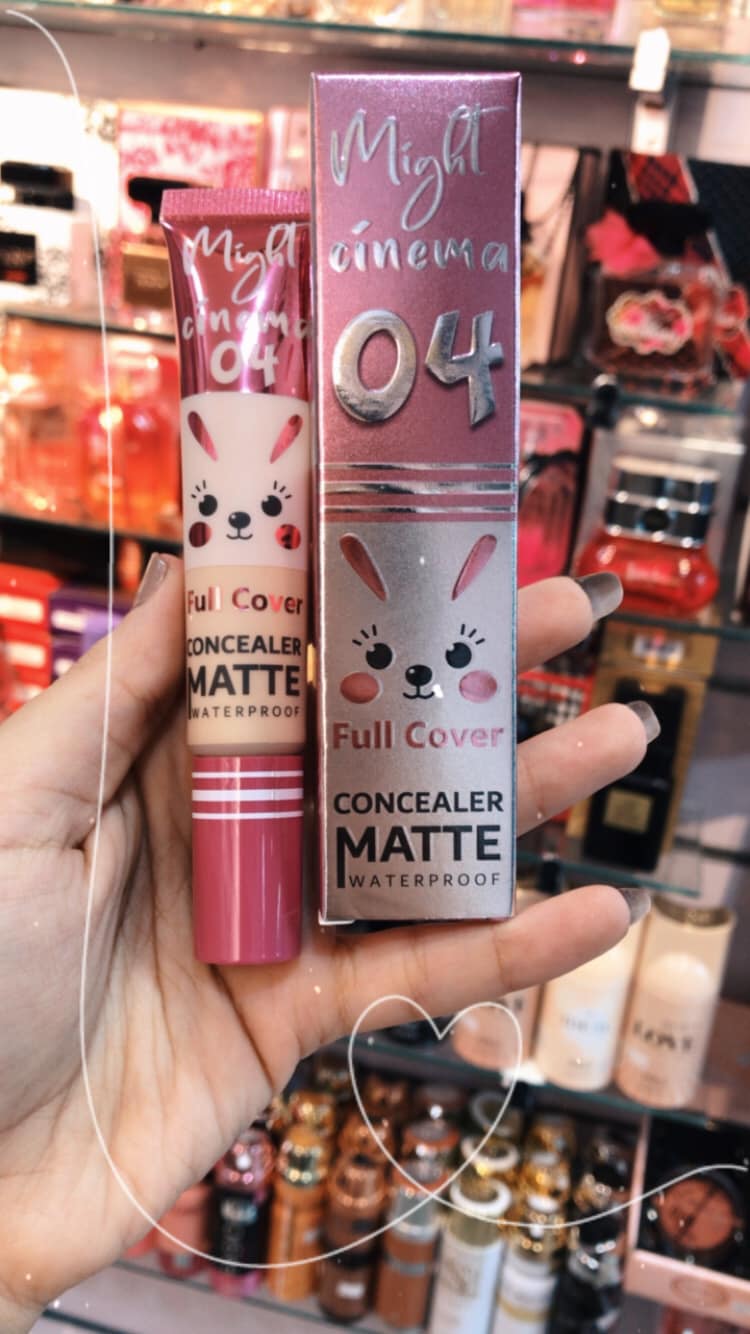 Might
cinema
04
Full Cover
CONCEALER
MATTE
WATERPROOF
Might
cinema
04
Full Cover
CONCEALER
MATTE
WATERPROOF